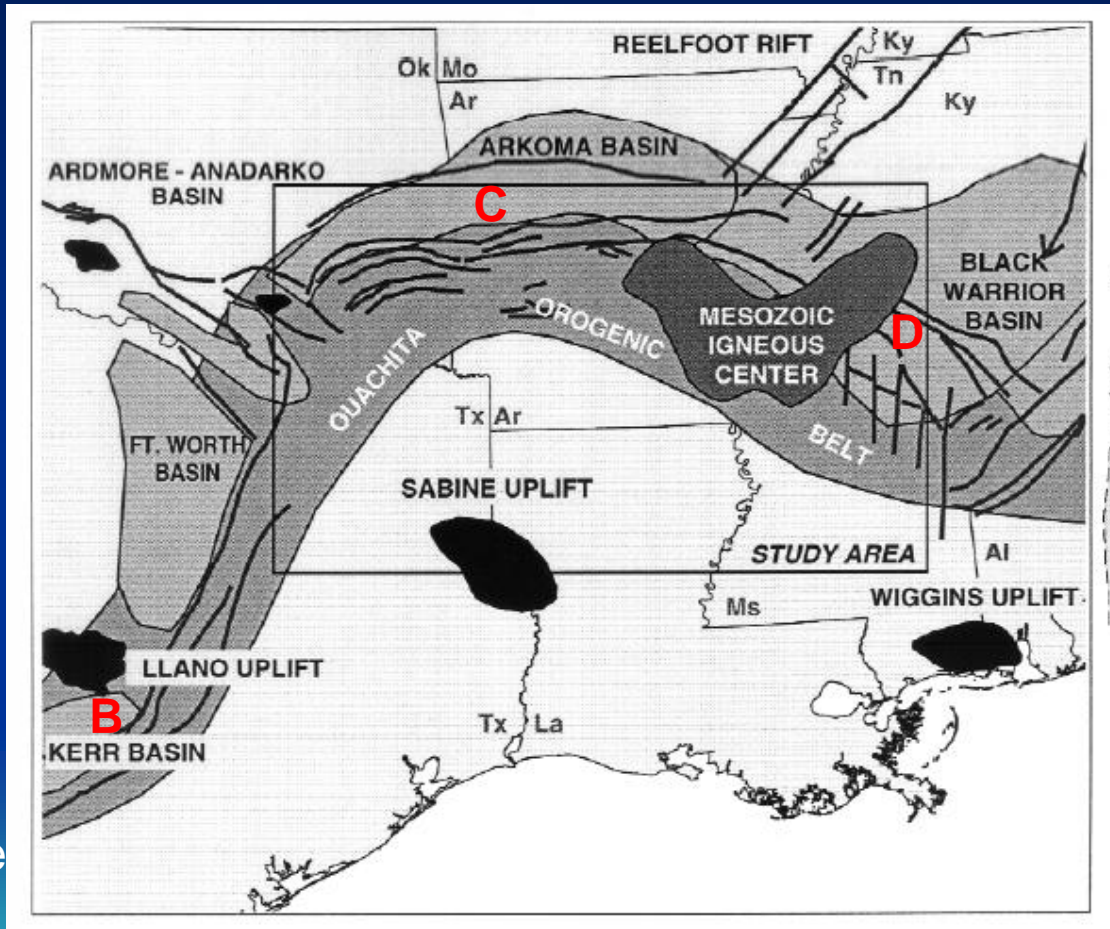 REELFOOT RIFT
Ky
Tn
Ky
Ok Mo
Ar
ARKOMA BASIN
ARDMORE - ANADARKO
BASIN
C
BLACK
WARRIOR
BASIN
D
MESOZOIC
IGNEOUS
CENTER
OUACHITA
OROGENIC
BELT
Tx Ar
FT. WORTH
BASIN
SABINE UPLIFT
STUDY AREA
Al
Ms
WIGGINS UPLIFT
LLANO UPLIFT
B
KERR BASIN
Tx La
e